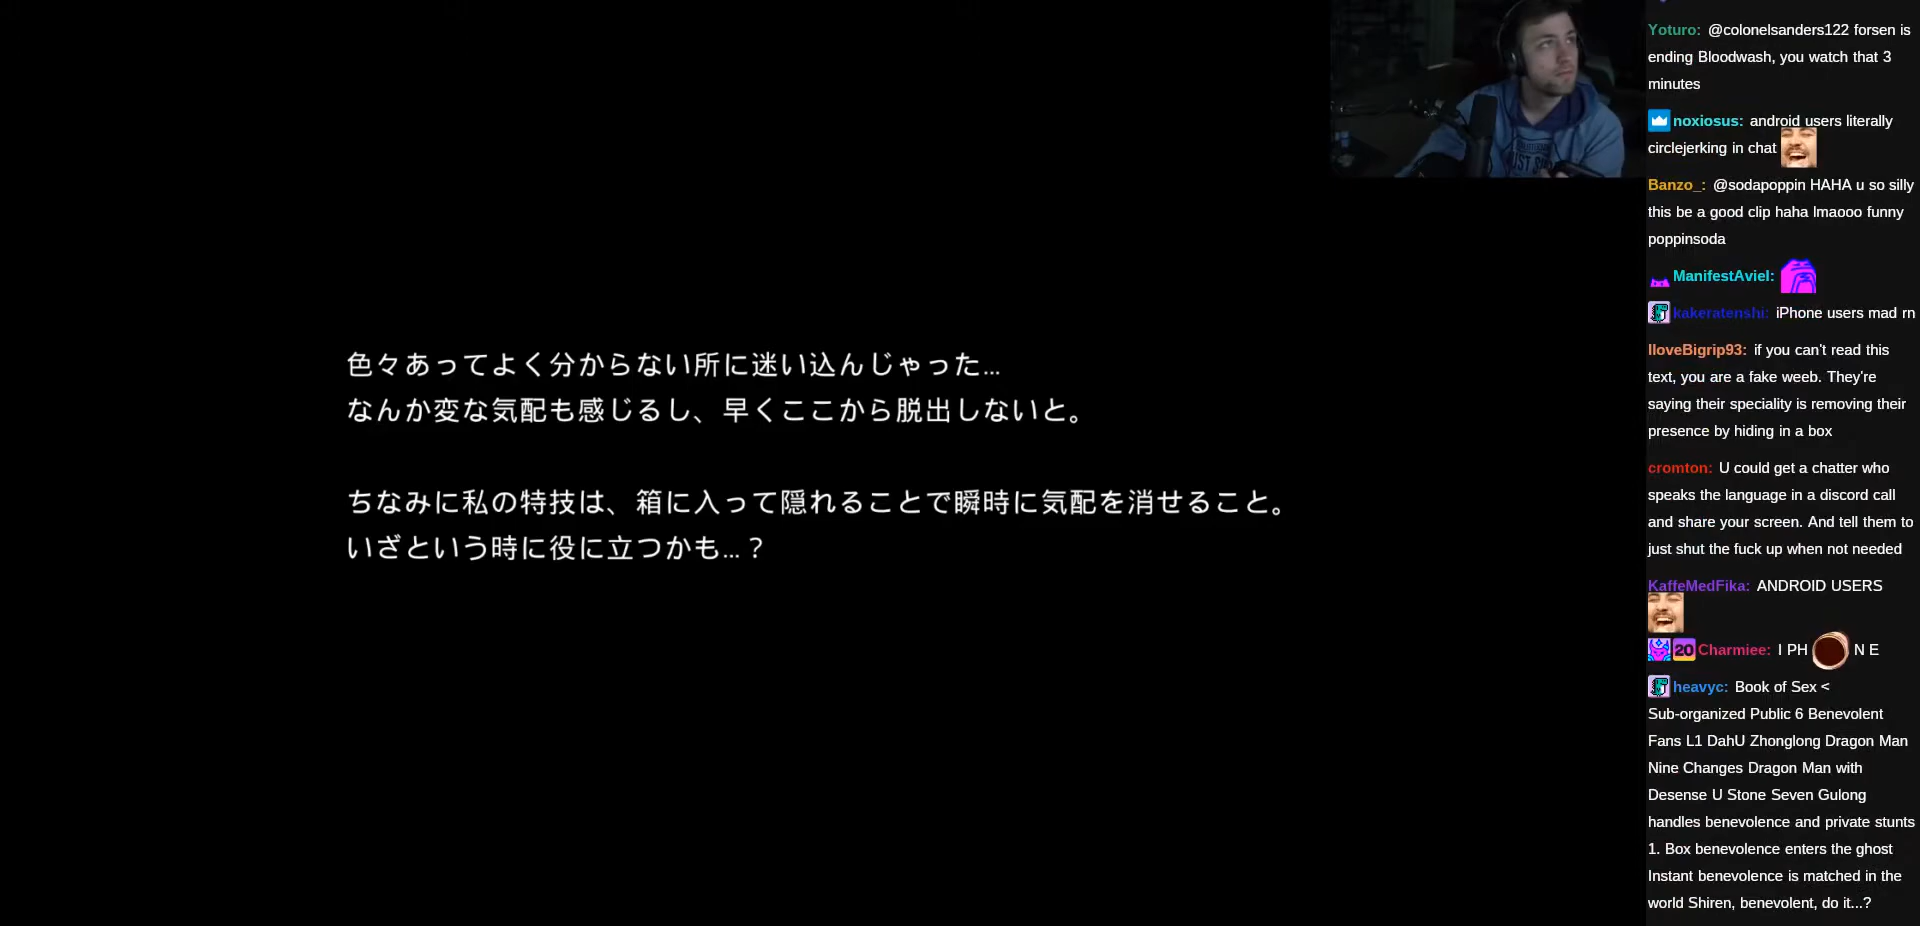 色々あってよく分からない所に迷い込んじゃった...
なんか変な気配も感じるし、早くここから脱出しないと。
ちなみに私の特技は、箱に入って隠れることで瞬時に気配を消せること。
いざという時に役に立つかも...？
Yoturo: @colonelsanders122 forsen is
ending Bloodwash, you watch that 3
minutes
noxiosus: android users literally
circlejerking in chat
Banzo_: @sodapoppin HAHA u so silly
this be a good clip haha lmaooo funny
poppinsoda
ManifestAviel:
kakeratenshi: iPhone users mad rn
IloveBigrip93: if you can't read this
text, you are a fake weeb. They're
saying their speciality is removing their
presence by hiding in a box
cromton: U could get a chatter who
speaks the language in a discord call
and share your screen. And tell them to
just shut the fuck up when not needed
KaffeMedFika: ANDROID USERS
20 Charmiee: I PH N E
heavyc: Book of Sex <
Sub-organized Public 6 Benevolent
Fans L1 DahU Zhonglong Dragon Man
Nine Changes Dragon Man with
Desense U Stone Seven Gulong
handles benevolence and private stunts
1. Box benevolence enters the ghost
Instant benevolence is matched in the
world Shiren, benevolent, do it...?